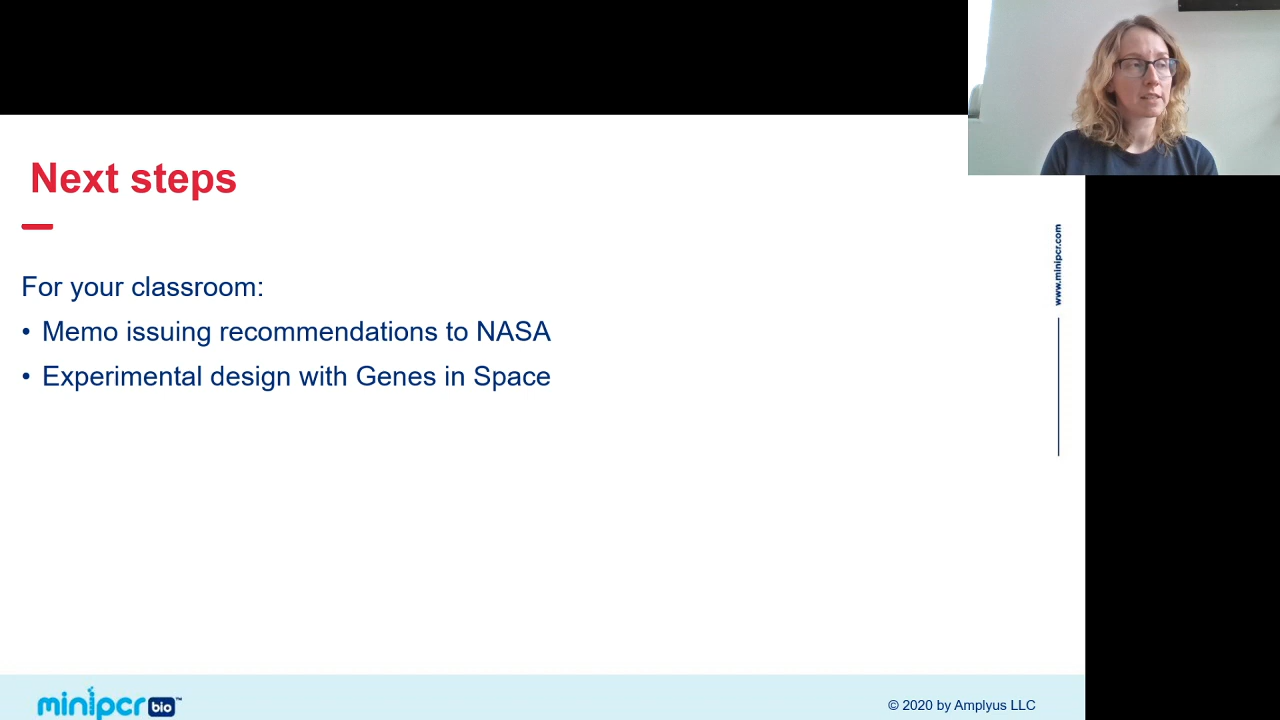 Next steps
For your classroom:
• Memo issuing recommendations to NASA
• Experimental design with Genes in Space
www.minipcr.com
minipcr bio™
© 2020 by Amplyus LLC